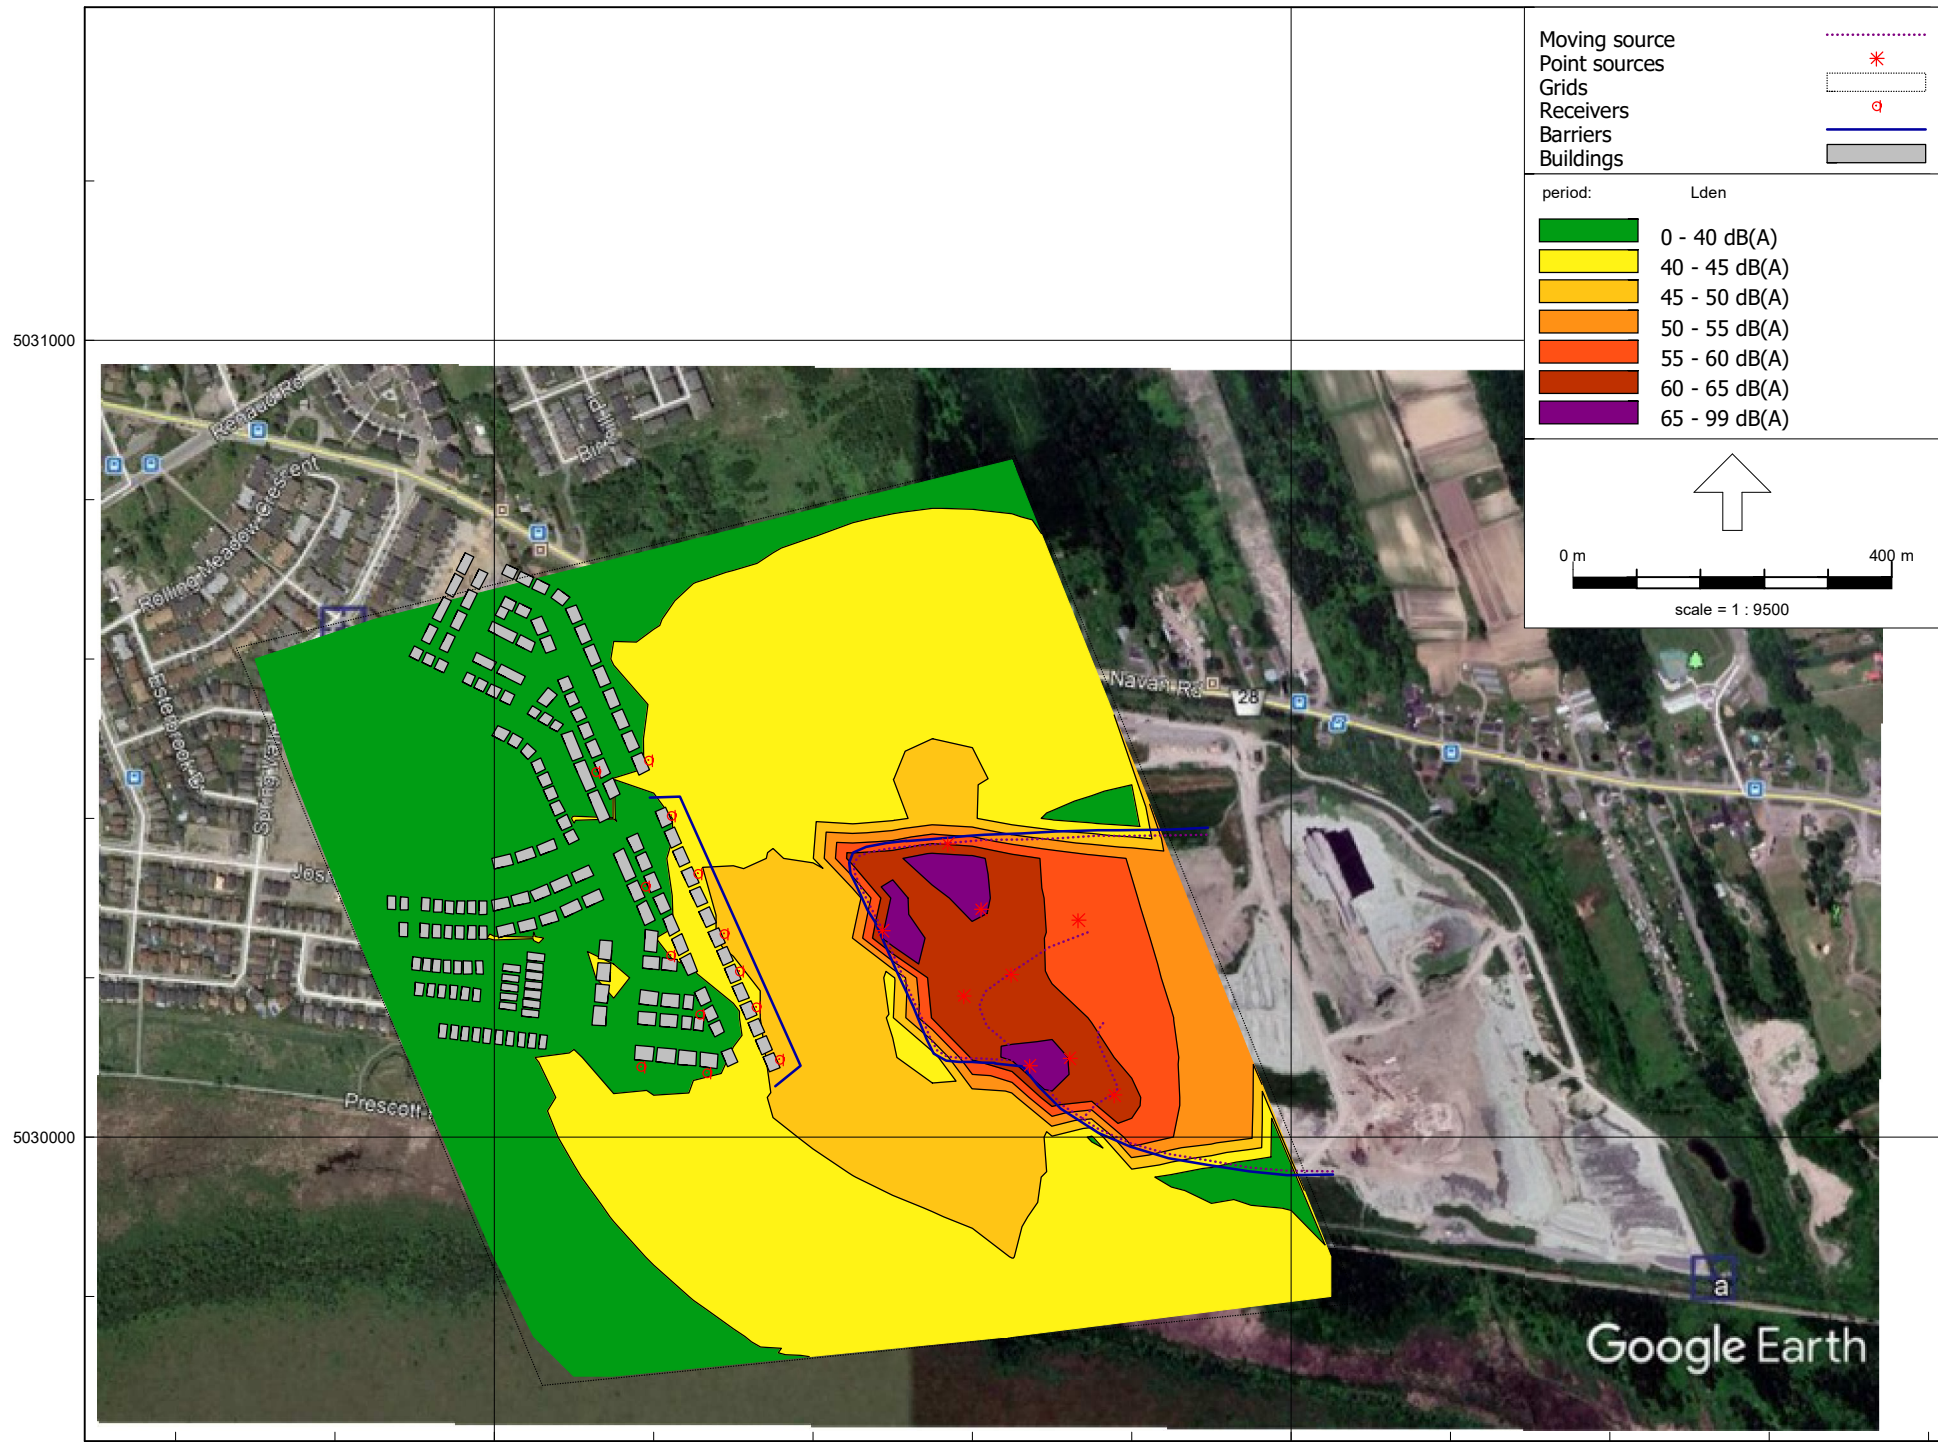 Moving source
Point sources
Grids
Receivers
Barriers
Buildings
period: Lden
0 - 40 dB(A)
40 - 45 dB(A)
45 - 50 dB(A)
50 - 55 dB(A)
55 - 60 dB(A)
60 - 65 dB(A)
65 - 99 dB(A)
0 m 400 m
scale = 1 : 9500
5031000
5030000
Renaud Rd
Rolling Meadow Crescent
Navan Rd
28
Prescott
a
Google Earth